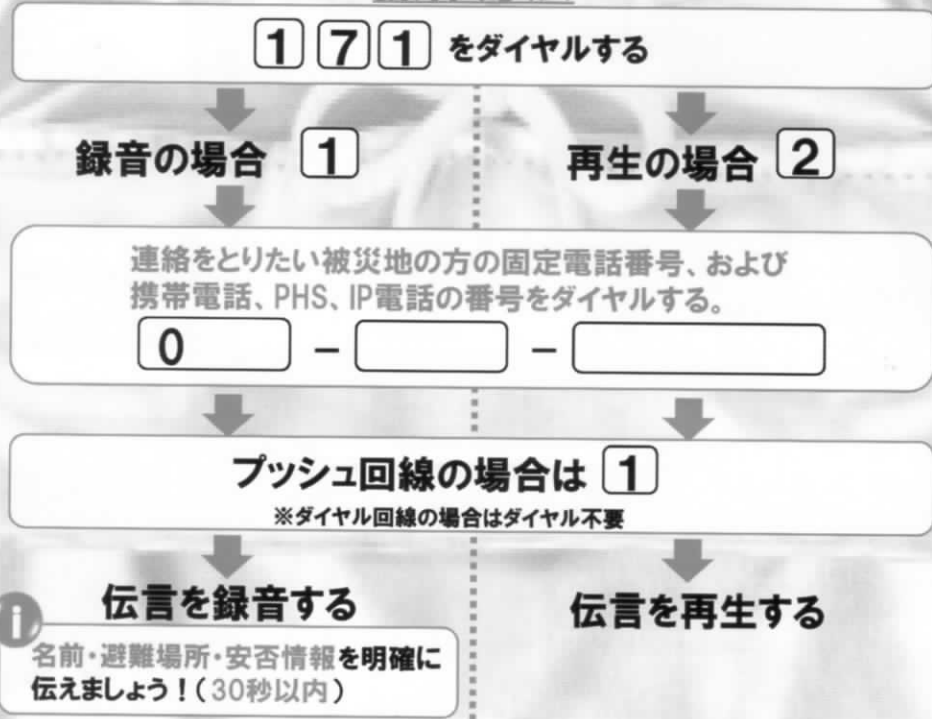 1 7 1 をダイヤルする
録音の場合 1
再生の場合 2
連絡をとりたい被災地の方の固定電話番号、および
携帯電話、PHS、IP電話の番号をダイヤルする。
0 - -
プッシュ回線の場合は 1
※ダイヤル回線の場合はダイヤル不要
伝言を録音する
伝言を再生する
i
名前・避難場所・安否情報を明確に
伝えましょう!(30秒以内)